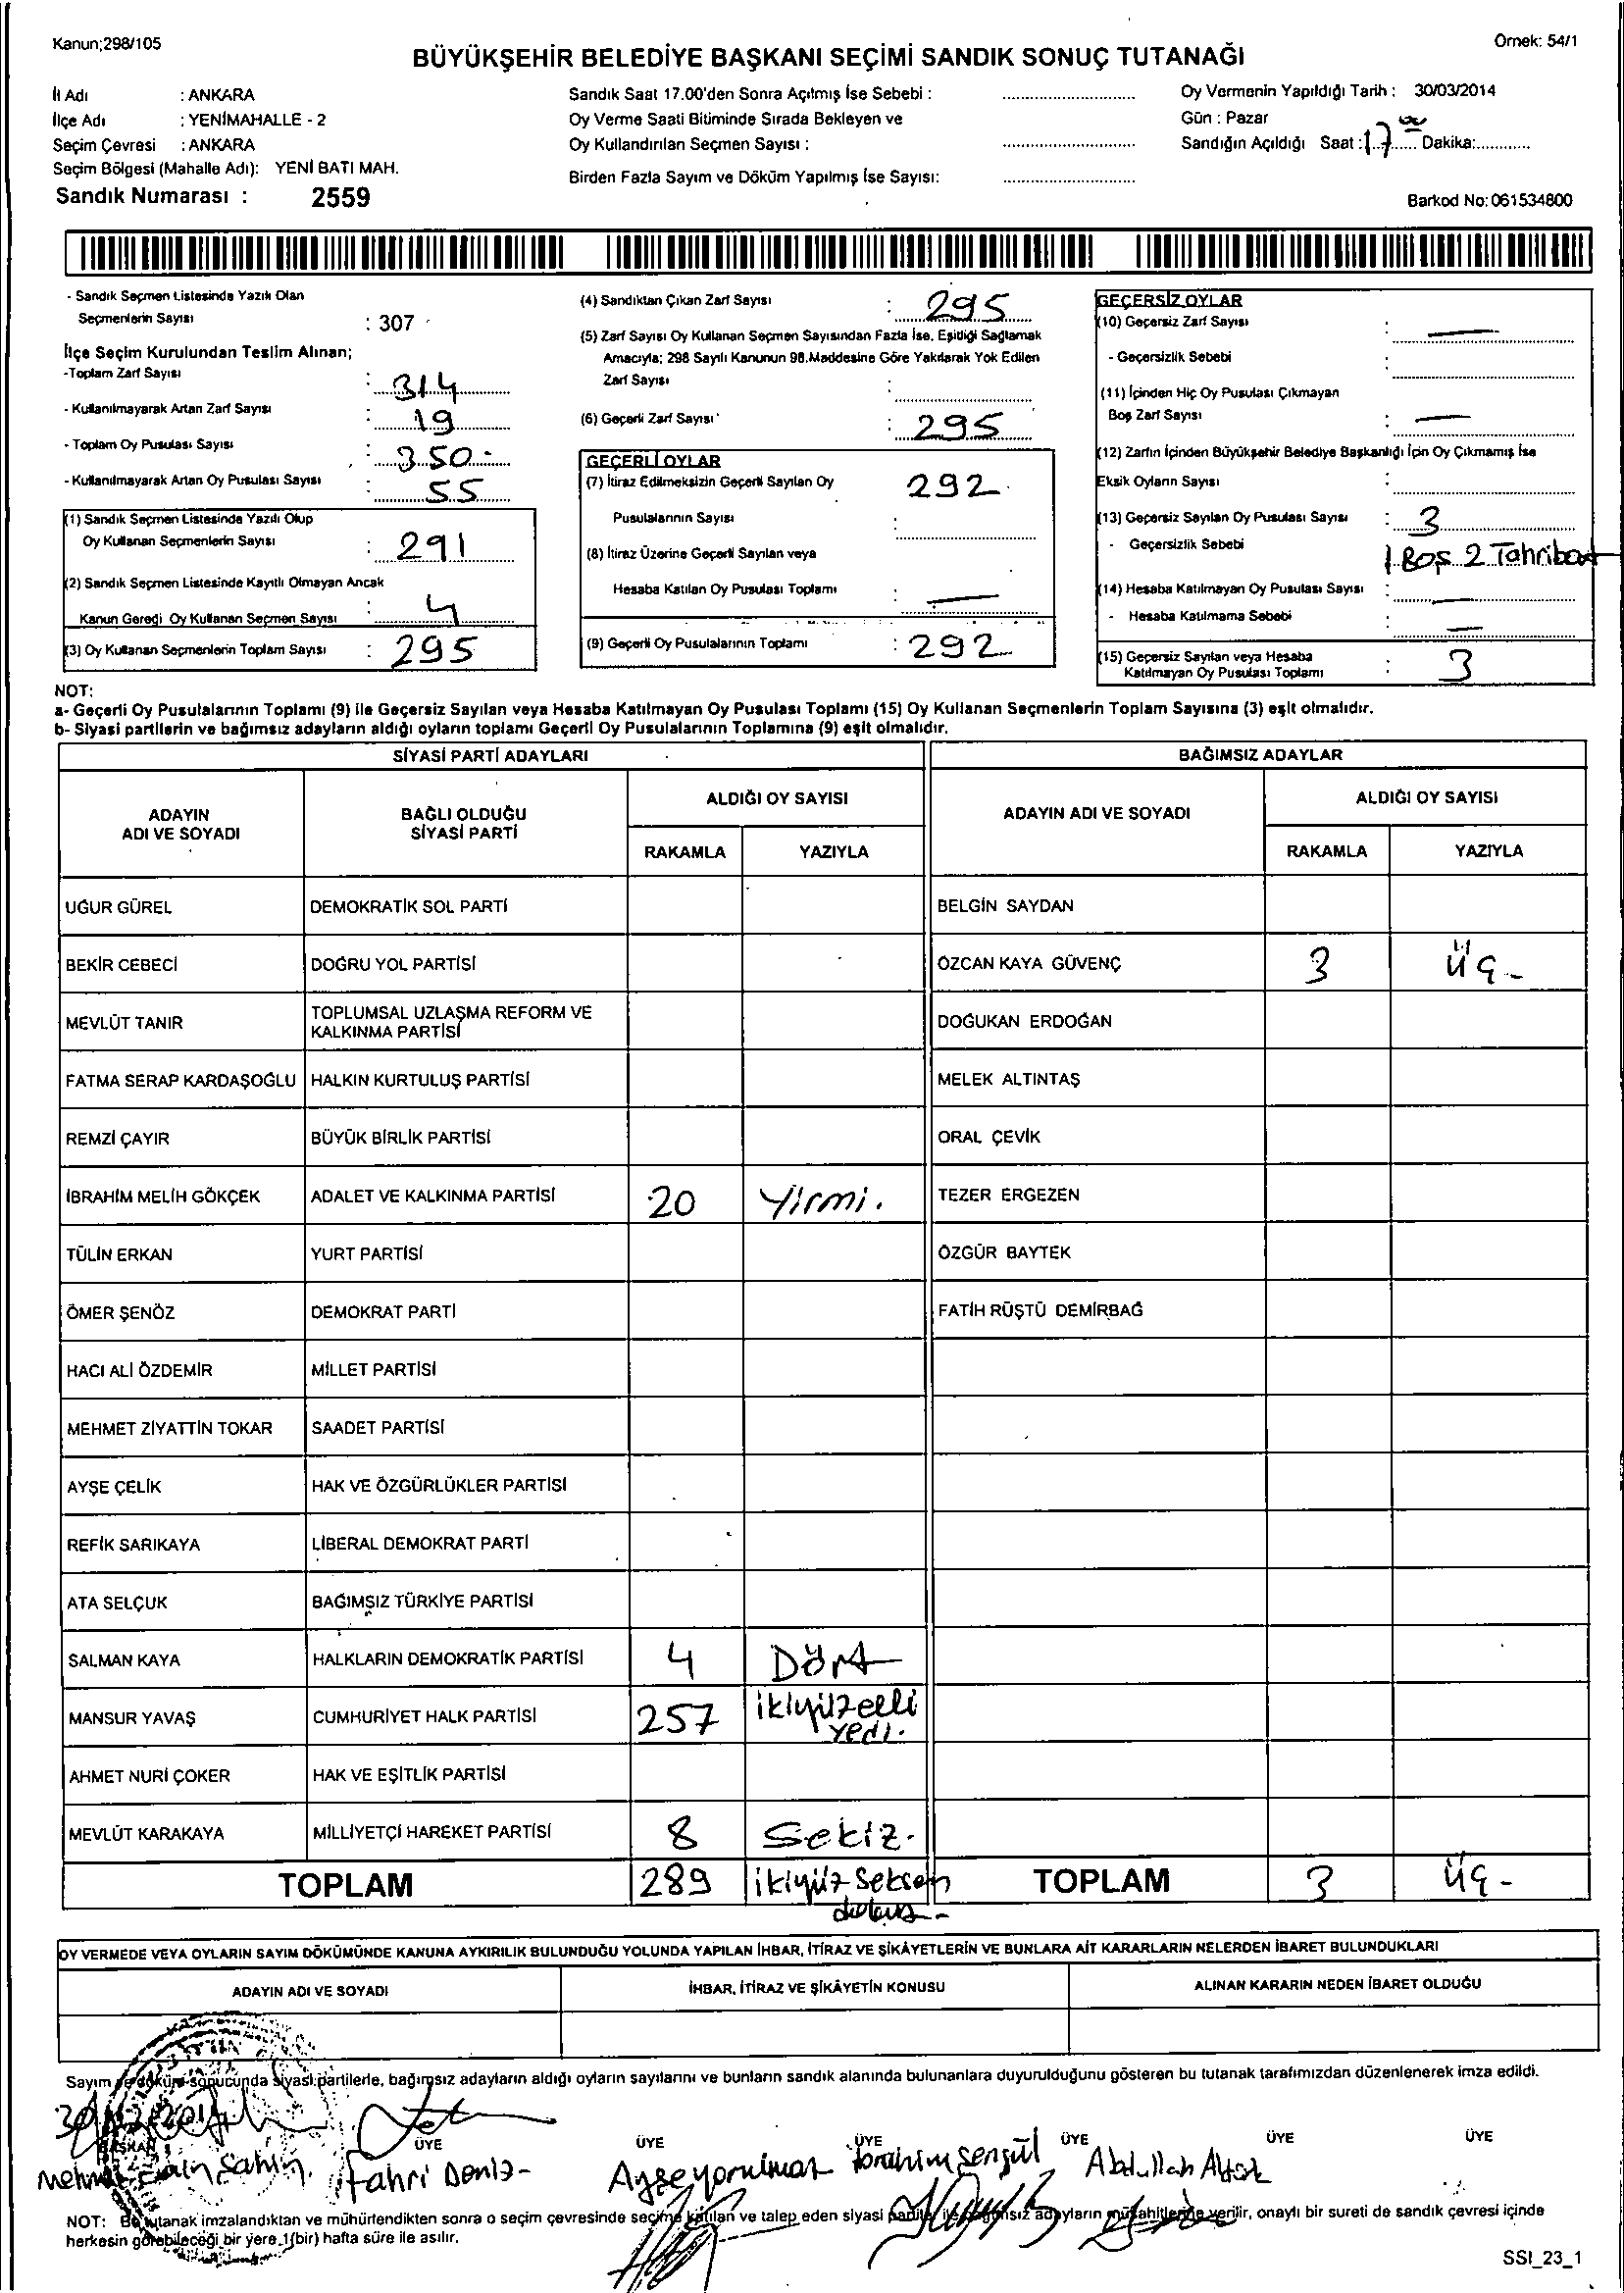 Kanun;298/105
Örnek: 54/1
BÜYÜKŞEHİR BELEDİYE BAŞKANI SEÇİMİ SANDIK SONUÇ TUTANAĞI
İl Adı : ANKARA
İlçe Adı : YENİMAHALLE - 2
Seçim Çevresi : ANKARA
Seçim Bölgesi (Mahalle Adı): YENİ BATI MAH.
Sandık Numarası : 2559
Sandık Saat 17.00'den Sonra Açılmış İse Sebebi :
Oy Verme Saati Bitiminde Sırada Bekleyen ve
Oy Kullandırılan Seçmen Sayısı :
Birden Fazla Sayım ve Döküm Yapılmış İse Sayısı:
Oy Vermenin Yapıldığı Tarih : 30/03/2014
Gün : Pazar
Sandığın Açıldığı Saat : 17 00 Dakika:
Barkod No: 061534800
- Sandık Seçmen Listesinde Yazılı Olan
Seçmenlerin Sayısı : 307
İlçe Seçim Kurulundan Teslim Alınan;
-Toplam Zarf Sayısı : 314
- Kullanılmayarak Artan Zarf Sayısı : 19
- Toplam Oy Pusulası Sayısı : 350
- Kullanılmayarak Artan Oy Pusulası Sayısı : 55
(1) Sandık Seçmen Listesinde Yazılı Olup
Oy Kullanan Seçmenlerin Sayısı : 291
(2) Sandık Seçmen Listesinde Kayıtlı Olmayan Ancak
Kanun Gereği Oy Kullanan Seçmen Sayısı : 4
(3) Oy Kullanan Seçmenlerin Toplam Sayısı : 295
(4) Sandıktan Çıkan Zarf Sayısı : 295
(5) Zarf Sayısı Oy Kullanan Seçmen Sayısından Fazla İse, Eşitliği Sağlamak
Amacıyla; 298 Sayılı Kanunun 98.Maddesine Göre Yakılarak Yok Edilen
Zarf Sayısı :
(6) Geçerli Zarf Sayısı : 295
GEÇERLİ OYLAR
(7) İtiraz Edilmeksizin Geçerli Sayılan Oy 292
Pusulalarının Sayısı :
(8) İtiraz Üzerine Geçerli Sayılan veya
Hesaba Katılan Oy Pusulası Toplamı : —
(9) Geçerli Oy Pusulalarının Toplamı : 292
GEÇERSİZ OYLAR
(10) Geçersiz Zarf Sayısı : —
- Geçersizlik Sebebi :
(11) İçinden Hiç Oy Pusulası Çıkmayan
Boş Zarf Sayısı : —
(12) Zarfın İçinden Büyükşehir Belediye Başkanlığı İçin Oy Çıkmamış İse
Eksik Oyların Sayısı :
(13) Geçersiz Sayılan Oy Pusulası Sayısı : 3
- Geçersizlik Sebebi : 1 Boş 2 Tahribat
(14) Hesaba Katılmayan Oy Pusulası Sayısı : —
- Hesaba Katılmama Sebebi : —
(15) Geçersiz Sayılan veya Hesaba
Katılmayan Oy Pusulası Toplamı : 3
NOT:
a- Geçerli Oy Pusulalarının Toplamı (9) ile Geçersiz Sayılan veya Hesaba Katılmayan Oy Pusulası Toplamı (15) Oy Kullanan Seçmenlerin Toplam Sayısına (3) eşit olmalıdır.
b- Siyasi partilerin ve bağımsız adayların aldığı oyların toplamı Geçerli Oy Pusulalarının Toplamına (9) eşit olmalıdır.
SİYASİ PARTİ ADAYLARI
BAĞIMSIZ ADAYLAR
ADAYIN
ADI VE SOYADI
BAĞLI OLDUĞU
SİYASİ PARTİ
ALDIĞI OY SAYISI
RAKAMLA YAZIYLA
ADAYIN ADI VE SOYADI
ALDIĞI OY SAYISI
RAKAMLA YAZIYLA
UĞUR GÜREL DEMOKRATİK SOL PARTİ BELGİN SAYDAN
BEKİR CEBECİ DOĞRU YOL PARTİSİ ÖZCAN KAYA GÜVENÇ 3 Üç-
MEVLÜT TANIR TOPLUMSAL UZLAŞMA REFORM VE
KALKINMA PARTİSİ DOĞUKAN ERDOĞAN
FATMA SERAP KARDAŞOĞLU HALKIN KURTULUŞ PARTİSİ MELEK ALTINTAŞ
REMZİ ÇAYIR BÜYÜK BİRLİK PARTİSİ ORAL ÇEVİK
İBRAHİM MELİH GÖKÇEK ADALET VE KALKINMA PARTİSİ 20 Yirmi. TEZER ERGEZEN
TÜLİN ERKAN YURT PARTİSİ ÖZGÜR BAYTEK
ÖMER ŞENÖZ DEMOKRAT PARTİ FATİH RÜŞTÜ DEMİRBAĞ
HACI ALİ ÖZDEMİR MİLLET PARTİSİ
MEHMET ZİYATTİN TOKAR SAADET PARTİSİ
AYŞE ÇELİK HAK VE ÖZGÜRLÜKLER PARTİSİ
REFİK SARIKAYA LİBERAL DEMOKRAT PARTİ
ATA SELÇUK BAĞIMSIZ TÜRKİYE PARTİSİ
SALMAN KAYA HALKLARIN DEMOKRATİK PARTİSİ 4 Dört
MANSUR YAVAŞ CUMHURİYET HALK PARTİSİ 257 ikiyüzelli
yedi.
AHMET NURİ ÇOKER HAK VE EŞİTLİK PARTİSİ
MEVLÜT KARAKAYA MİLLİYETÇİ HAREKET PARTİSİ 8 Sekiz.
TOPLAM 289 ikiyüz seksen
dokuz- TOPLAM 3 Üç-
OY VERMEDE VEYA OYLARIN SAYIM DÖKÜMÜNDE KANUNA AYKIRILIK BULUNDUĞU YOLUNDA YAPILAN İHBAR, İTİRAZ VE ŞİKÂYETLERİN VE BUNLARA AİT KARARLARIN NELERDEN İBARET BULUNDUKLARI
ADAYIN ADI VE SOYADI İHBAR, İTİRAZ VE ŞİKÂYETİN KONUSU ALINAN KARARIN NEDEN İBARET OLDUĞU
Sayım ve döküm sonucunda siyasi partilerle, bağımsız adayların aldığı oyların sayılarını ve bunların sandık alanında bulunanlara duyurulduğunu gösteren bu tutanak tarafımızdan düzenlenerek imza edildi.
BAŞKAN ÜYE ÜYE ÜYE ÜYE ÜYE ÜYE
Mehmet Şahin Fahri Deniz- Ayşe Yorulmaz İbrahim Şengül Abdullah
NOT: Bu tutanak imzalandıktan ve mühürlendikten sonra o seçim çevresinde seçime katılan ve talep eden siyasi partiler ile bağımsız adayların müşahitlerine verilir, onaylı bir sureti de sandık çevresi içinde
herkesin görebileceği bir yere 1(bir) hafta süre ile asılır.
SSI_23_1